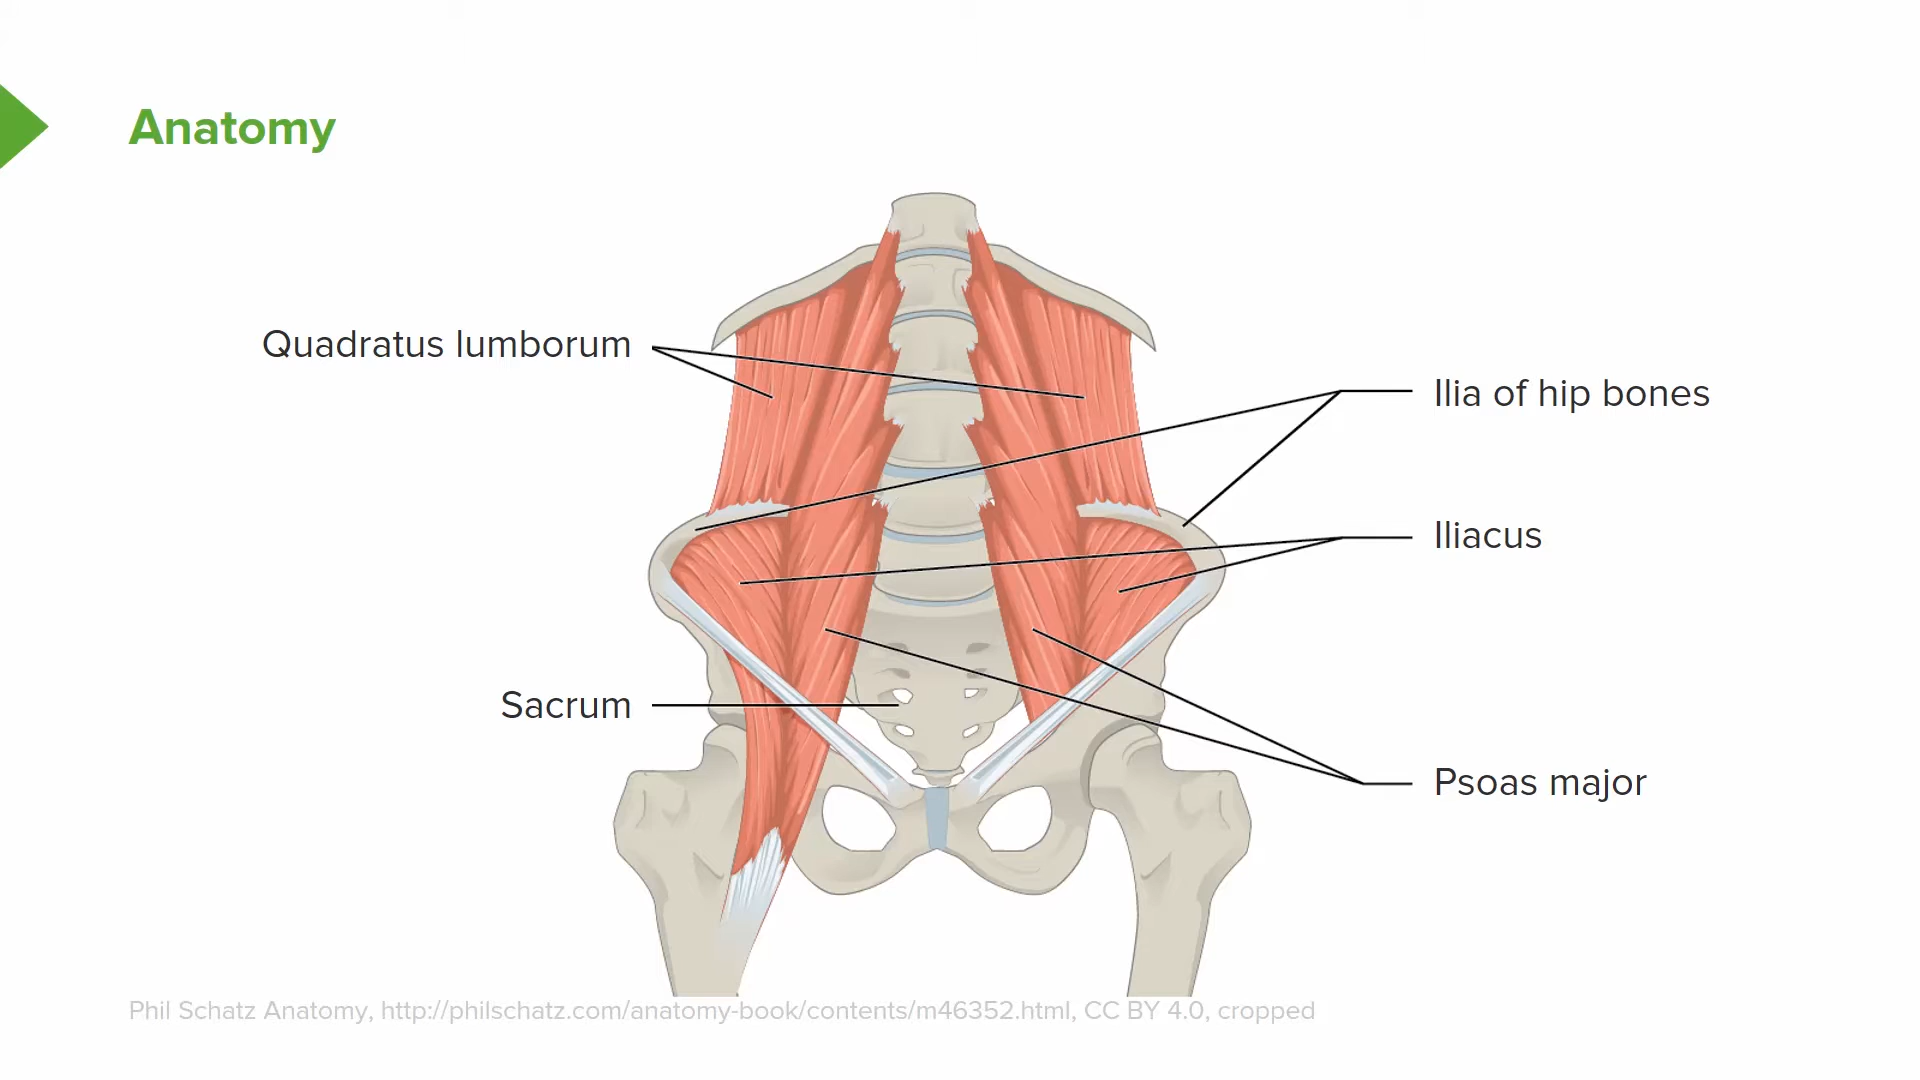 Anatomy
Quadratus lumborum
Ilia of hip bones
Iliacus
Sacrum
Psoas major
Phil Schatz Anatomy, http://philschatz.com/anatomy-book/contents/m46352.html, CC BY 4.0, cropped